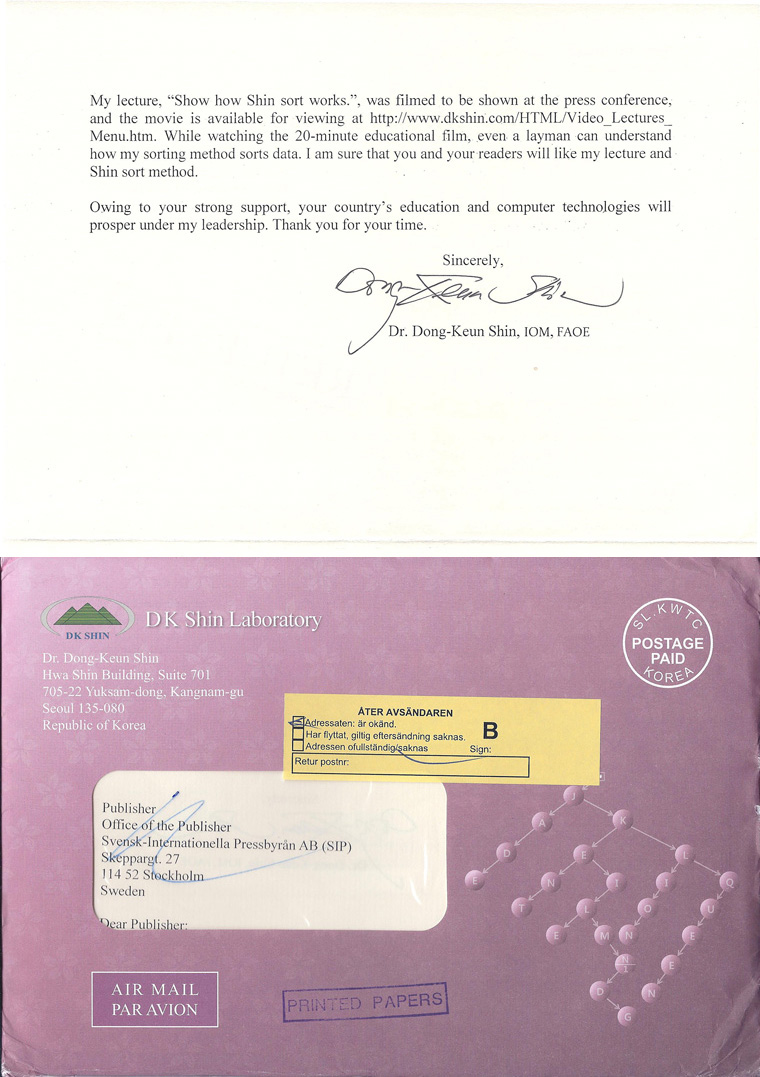 My lecture, “Show how Shin sort works.”, was filmed to be shown at the press conference,
and the movie is available for viewing at http://www.dkshin.com/HTML/Video_Lectures_
Menu.htm. While watching the 20-minute educational film, even a layman can understand
how my sorting method sorts data. I am sure that you and your readers will like my lecture and
Shin sort method.
Owing to your strong support, your country’s education and computer technologies will
prosper under my leadership. Thank you for your time.
Sincerely,
Dong-Keun Shin
Dr. Dong-Keun Shin, IOM, FAOE
DK SHIN
DK Shin Laboratory
Dr. Dong-Keun Shin
Hwa Shin Building, Suite 701
705-22 Yuksam-dong, Kangnam-gu
Seoul 135-080
Republic of Korea
SL.KWTC
POSTAGE
PAID
KOREA
ÅTER AVSÄNDAREN
Adressaten: är okänd.
Har flyttat, giltig eftersändning saknas.
Adressen ofullständig/saknas
B
Sign:
Retur postnr:
Publisher
Office of the Publisher
Svensk-Internationella Pressbyrån AB (SIP)
Skeppargt. 27
114 52 Stockholm
Sweden
Dear Publisher:
J
A K
D E L
E N I I Q
T L O U
E M N E
N E
D N
G
AIR MAIL
PAR AVION
PRINTED PAPERS